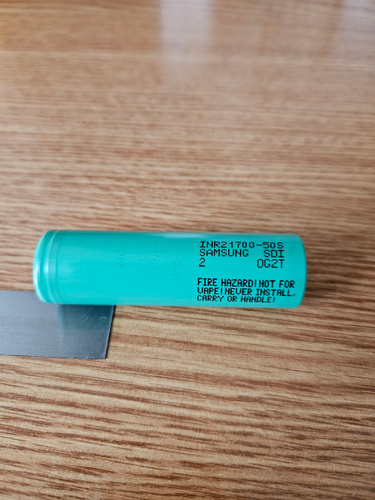 INR21700-50S
SAMSUNG SDI
2 OG2T
FIRE HAZARD! NOT FOR
VAPE! NEVER INSTALL,
CARRY OR HANDLE!